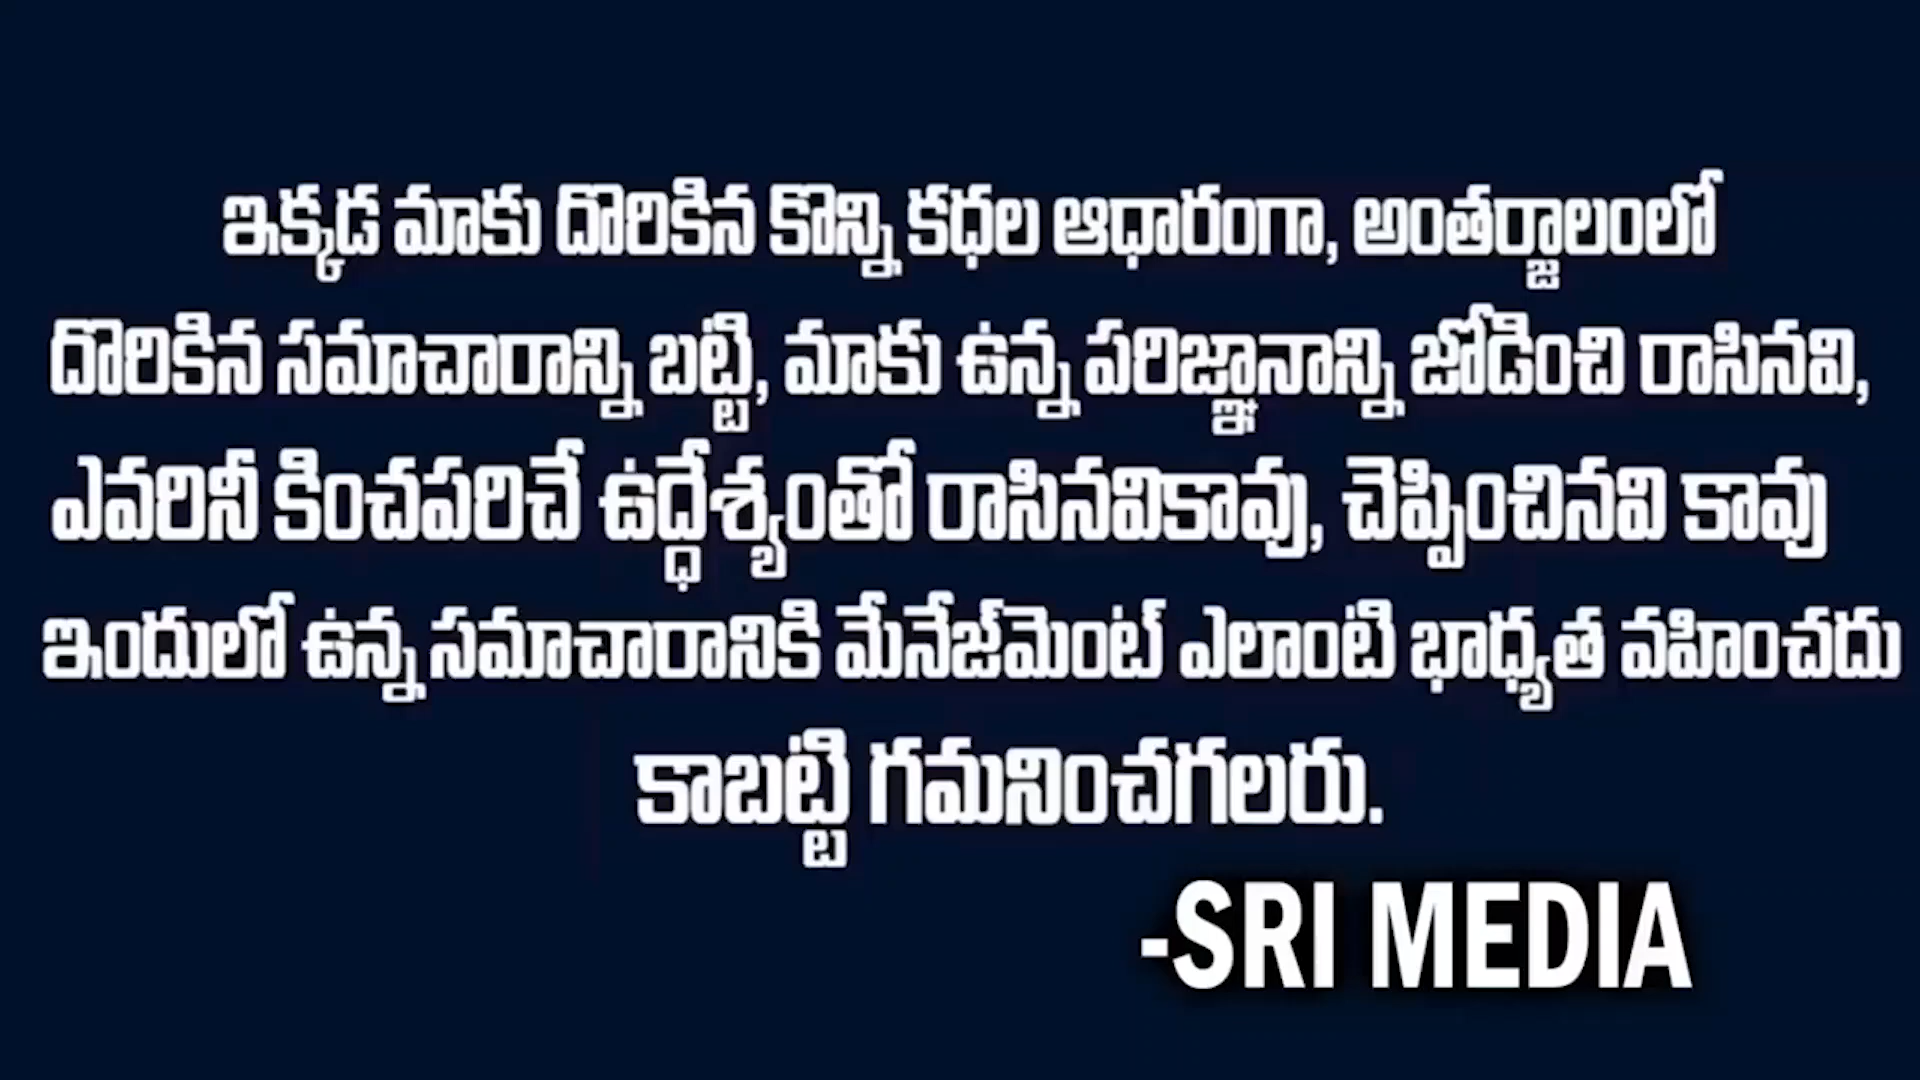 ఇక్కడ మాకు దొరికిన కొన్ని కధల ఆధారంగా, అంతర్జాలంలో
దొరికిన సమాచారాన్ని బట్టి, మాకు ఉన్న పరిజ్ఞానాన్ని జోడించి రాసినవి,
ఎవరినీ కించపరిచే ఉద్ధేశ్యంతో రాసినవికావు, చెప్పించినవి కావు
ఇందులో ఉన్న సమాచారానికి మేనేజ్‌మెంట్ ఎలాంటి భాధ్యత వహించదు
కాబట్టి గమనించగలరు.
-SRI MEDIA